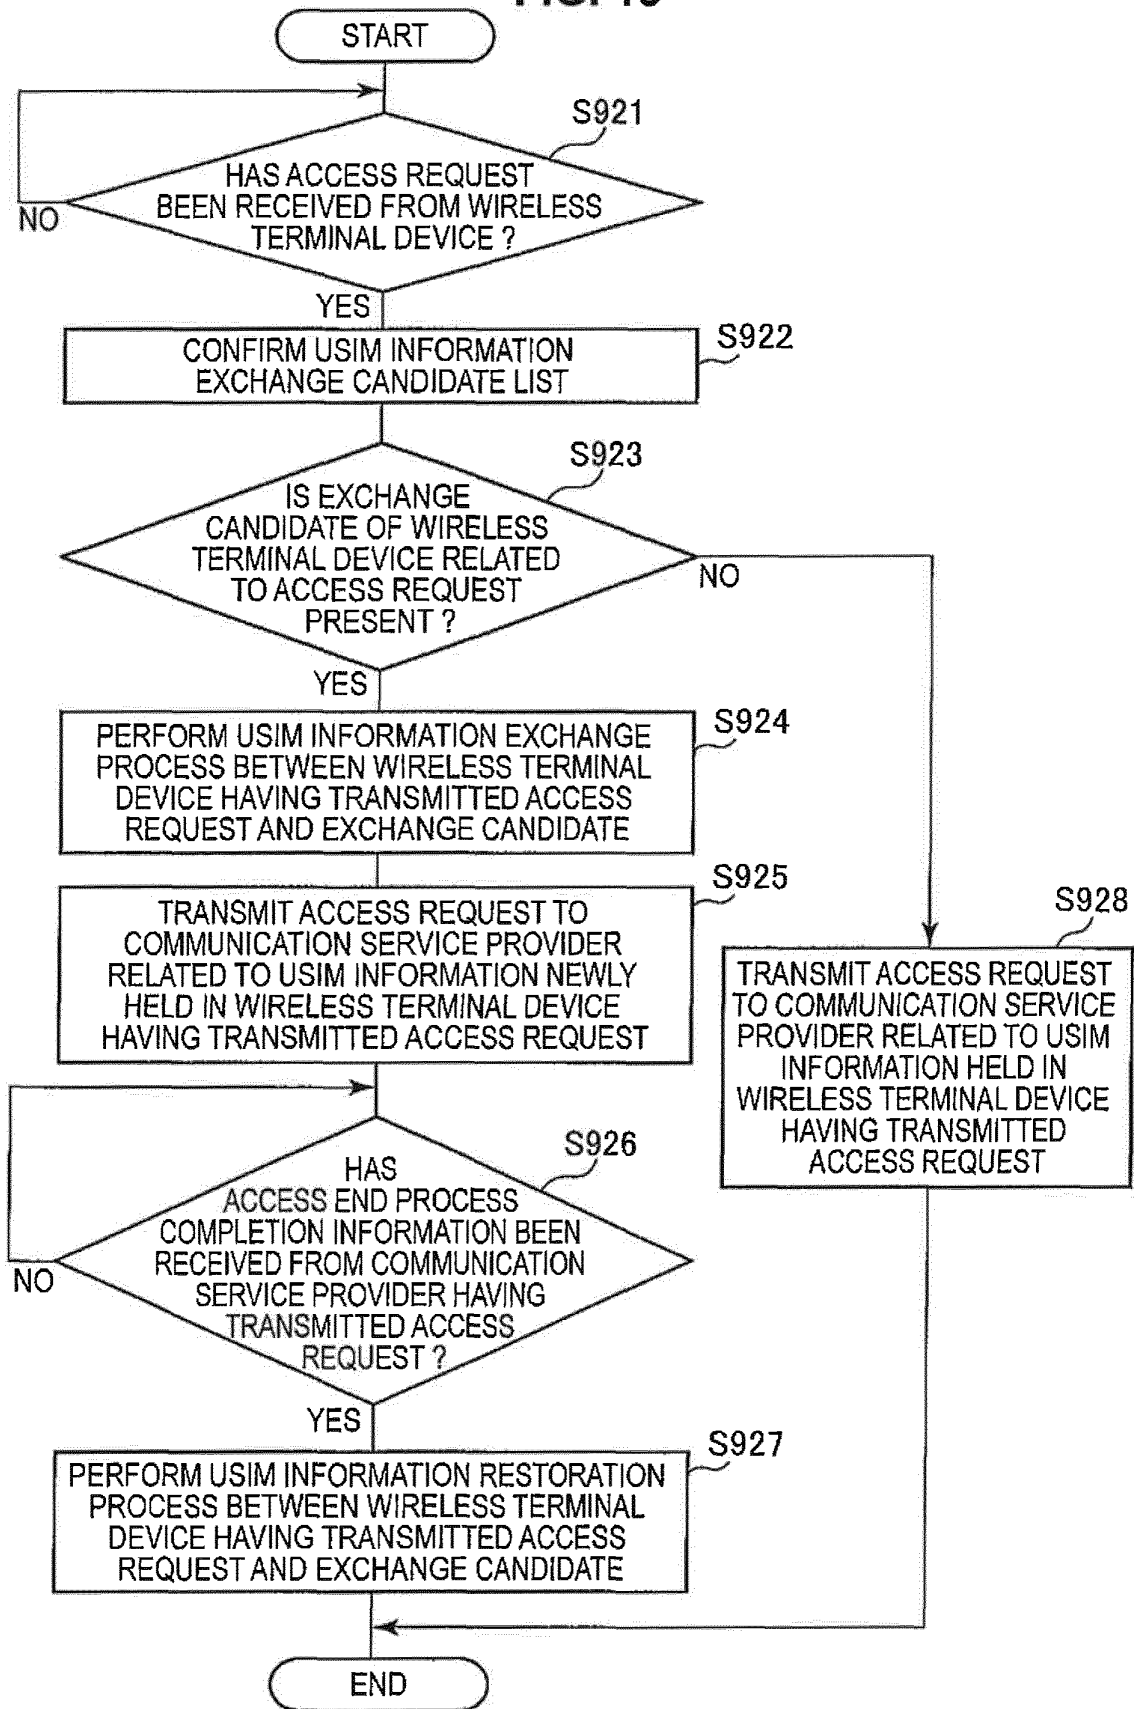 START
S921
HAS ACCESS REQUEST
BEEN RECEIVED FROM WIRELESS
TERMINAL DEVICE ?
NO
YES
S922
CONFIRM USIM INFORMATION
EXCHANGE CANDIDATE LIST
S923
IS EXCHANGE
CANDIDATE OF WIRELESS
TERMINAL DEVICE RELATED
TO ACCESS REQUEST
PRESENT ?
NO
YES
S924
PERFORM USIM INFORMATION EXCHANGE
PROCESS BETWEEN WIRELESS TERMINAL
DEVICE HAVING TRANSMITTED ACCESS
REQUEST AND EXCHANGE CANDIDATE
S925
TRANSMIT ACCESS REQUEST TO
COMMUNICATION SERVICE PROVIDER
RELATED TO USIM INFORMATION NEWLY
HELD IN WIRELESS TERMINAL DEVICE
HAVING TRANSMITTED ACCESS REQUEST
S928
TRANSMIT ACCESS REQUEST
TO COMMUNICATION SERVICE
PROVIDER RELATED TO USIM
INFORMATION HELD IN
WIRELESS TERMINAL DEVICE
HAVING TRANSMITTED
ACCESS REQUEST
S926
HAS
ACCESS END PROCESS
COMPLETION INFORMATION BEEN
RECEIVED FROM COMMUNICATION
SERVICE PROVIDER HAVING
TRANSMITTED ACCESS
REQUEST ?
NO
YES
S927
PERFORM USIM INFORMATION RESTORATION
PROCESS BETWEEN WIRELESS TERMINAL
DEVICE HAVING TRANSMITTED ACCESS
REQUEST AND EXCHANGE CANDIDATE
END